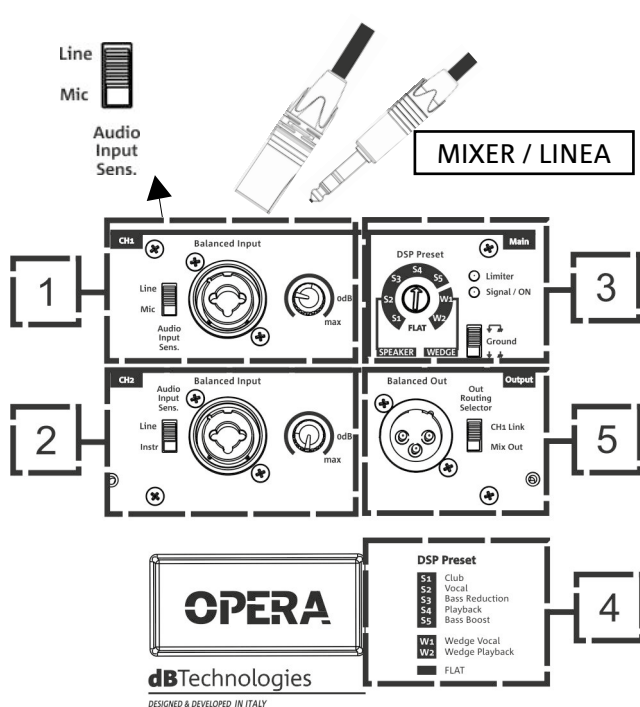 Line
Mic
Audio
Input
Sens.
MIXER / LINEA
1
CH1
Balanced Input
Line
Mic
Audio
Input
Sens.
0dB
max
Main
DSP Preset
S1
S2
S3
S4
S5
W1
W2
FLAT
SPEAKER
WEDGE
Limiter
Signal / ON
Ground
3
2
CH2
Balanced Input
Audio
Input
Sens.
Line
Instr
0dB
max
Output
Balanced Out
Out
Routing
Selector
CH1 Link
Mix Out
5
OPERA
dBTechnologies
DESIGNED & DEVELOPED IN ITALY
DSP Preset
S1 Club
S2 Vocal
S3 Bass Reduction
S4 Playback
S5 Bass Boost
W1 Wedge Vocal
W2 Wedge Playback
FLAT
4